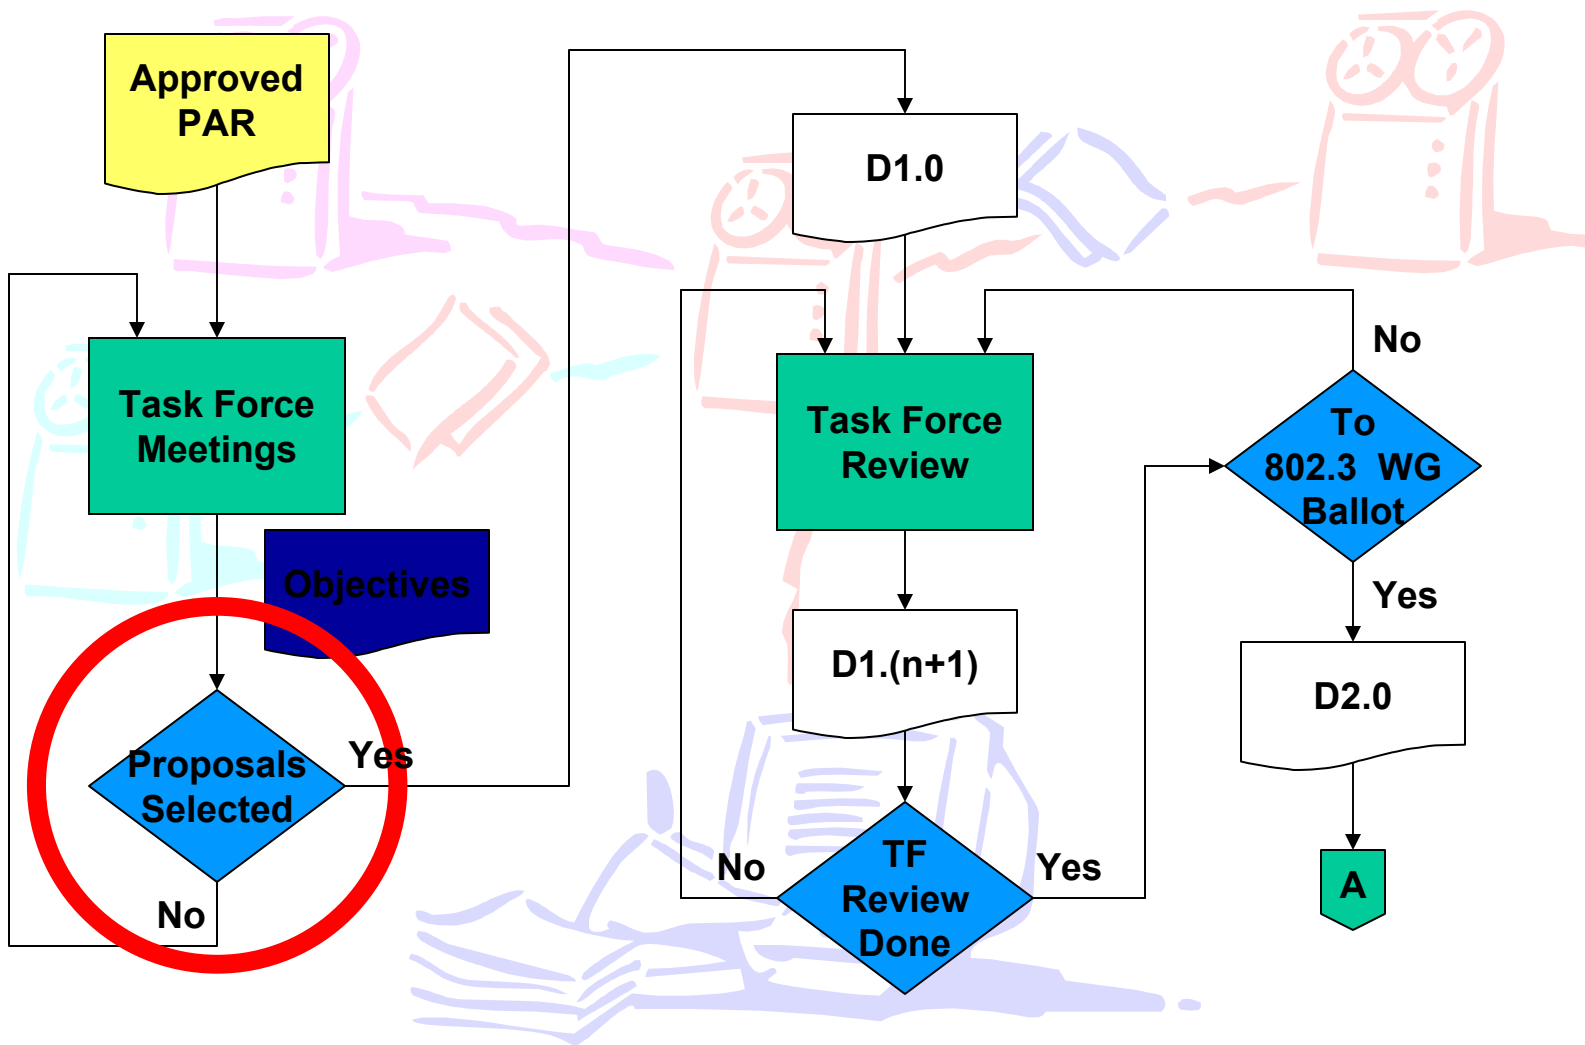 Approved
PAR
Task Force
Meetings
Objectives
Proposals
Selected
Yes
No
D1.0
Task Force
Review
D1.(n+1)
TF
Review
Done
No
Yes
To
802.3 WG
Ballot
No
Yes
D2.0
A